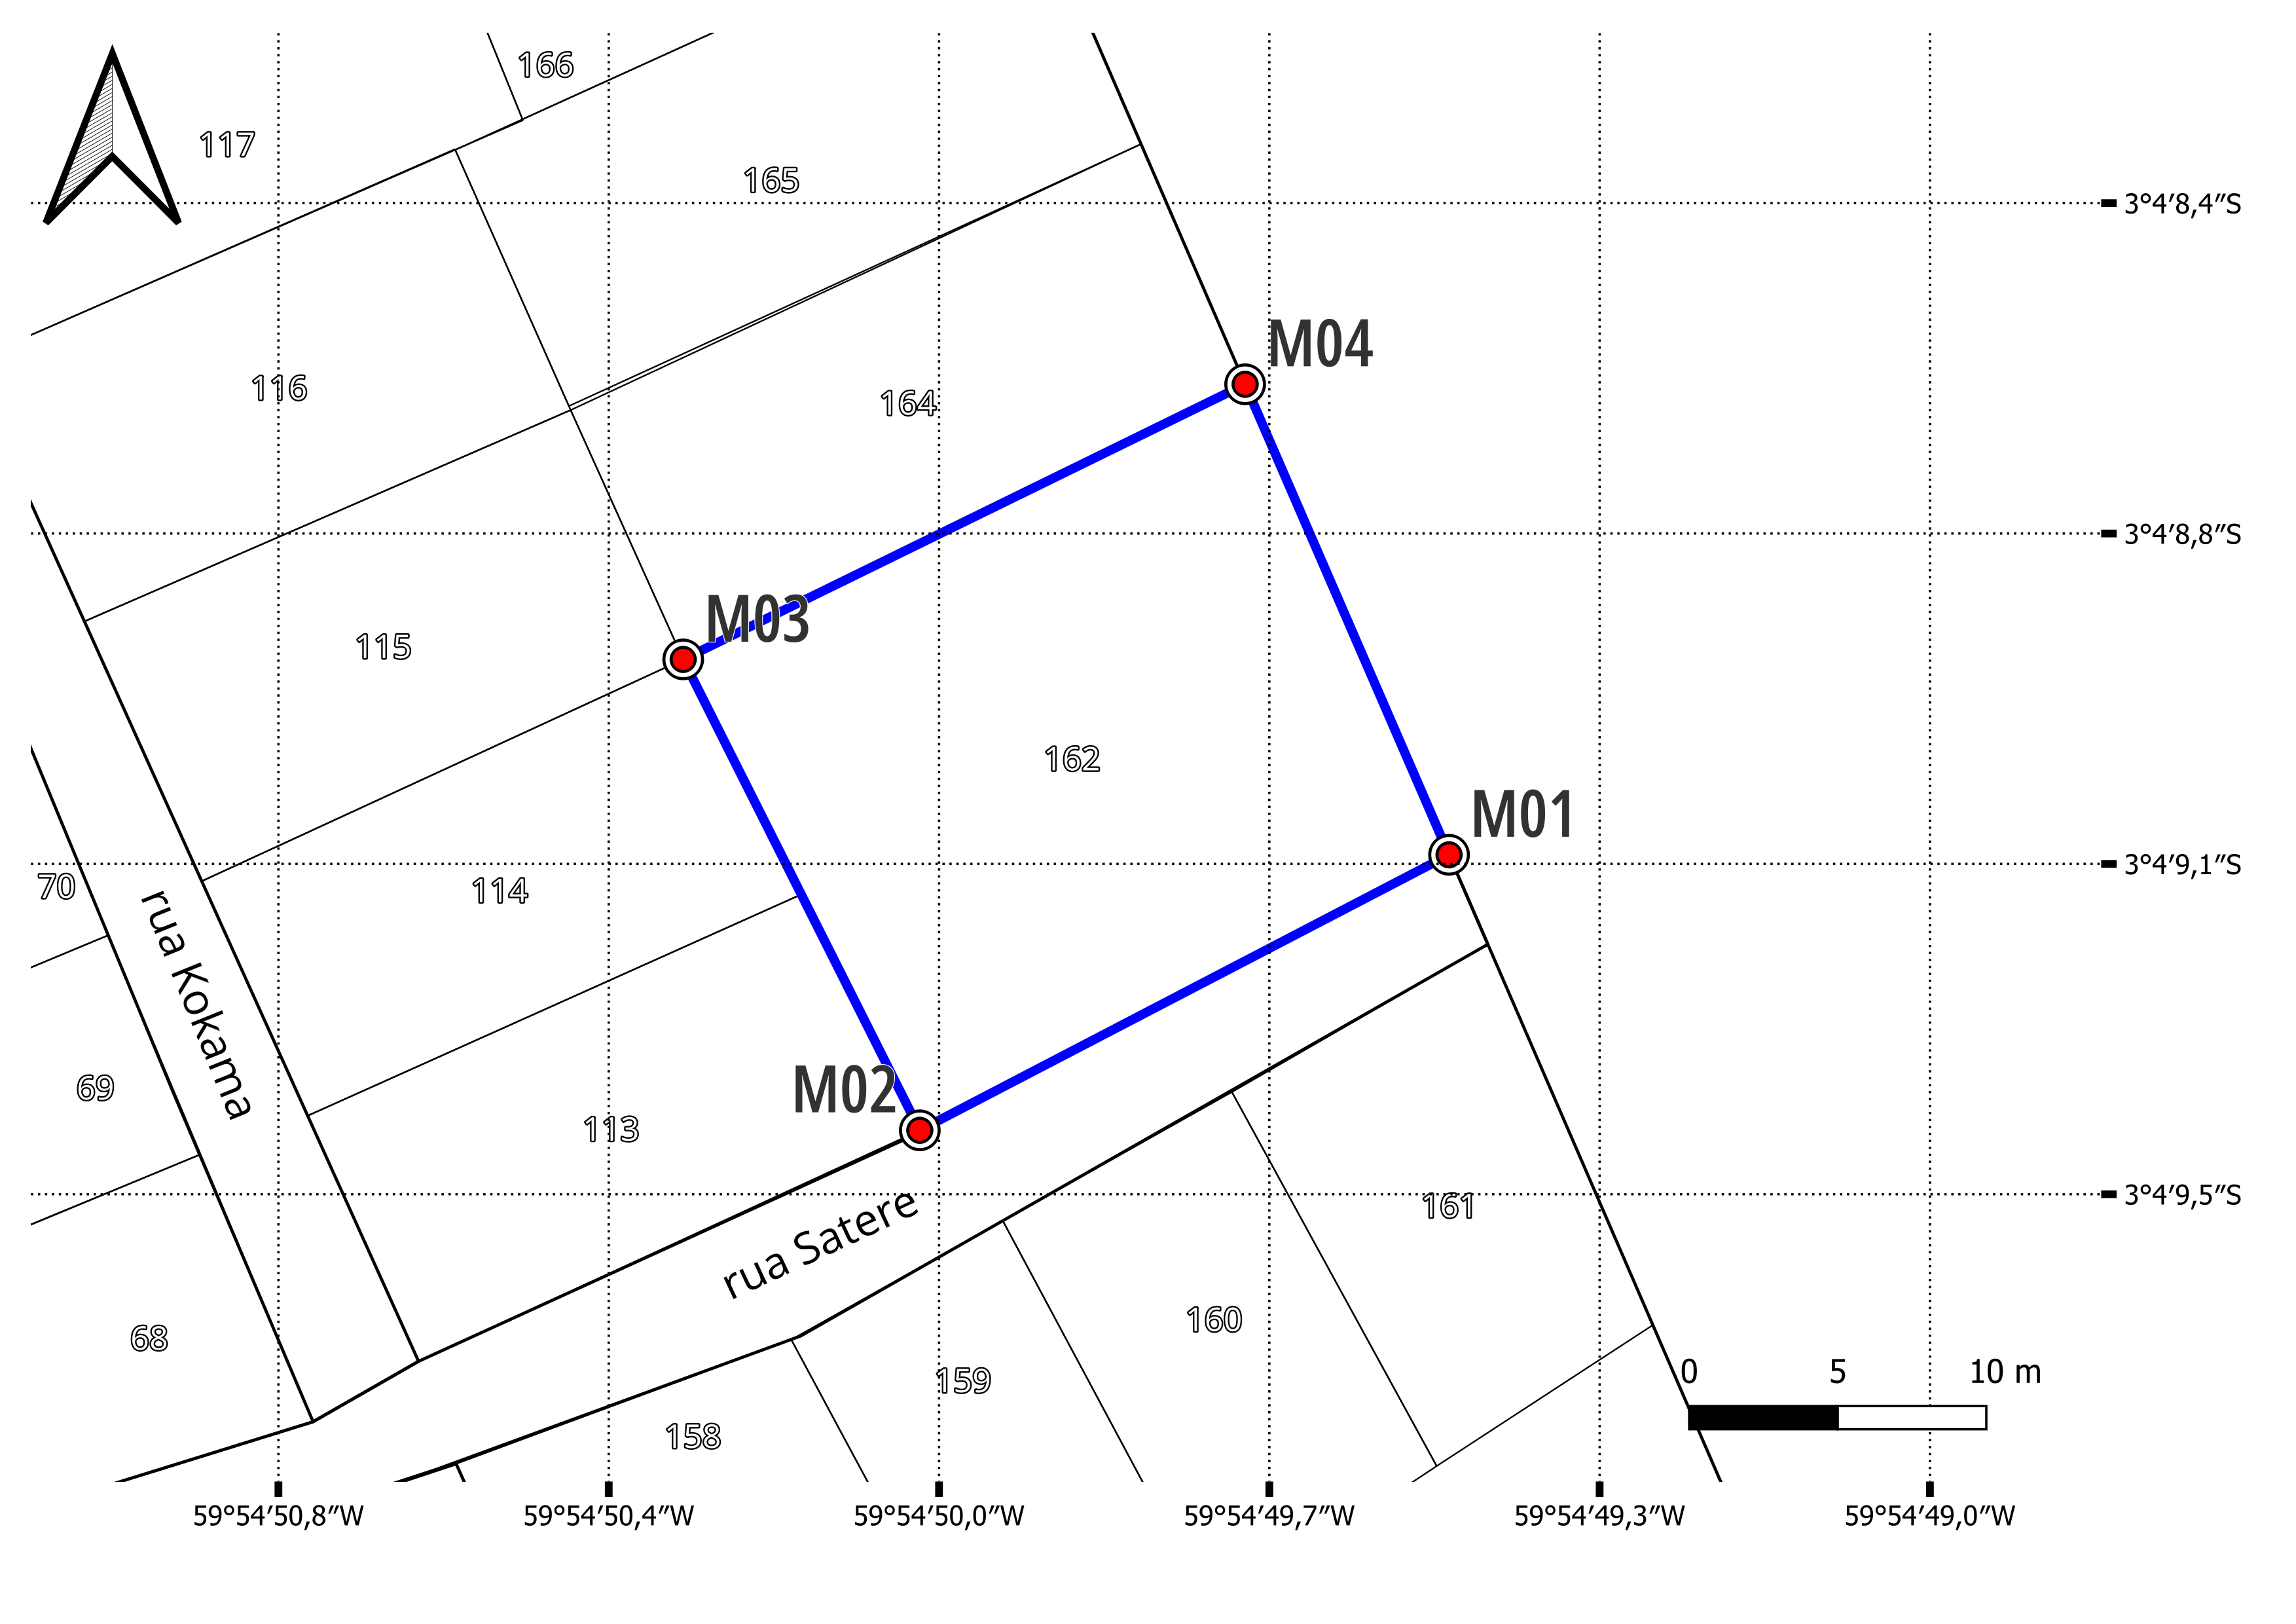 166
117
165
3°4′8,4″S
M04
116
164
3°4′8,8″S
M03
115
162
M01
3°4′9,1″S
70
114
rua Kokama
M02
69
113
3°4′9,5″S
161
rua Satere
160
68
0 5 10 m
159
158
59°54′50,8″W 59°54′50,4″W 59°54′50,0″W 59°54′49,7″W 59°54′49,3″W 59°54′49,0″W